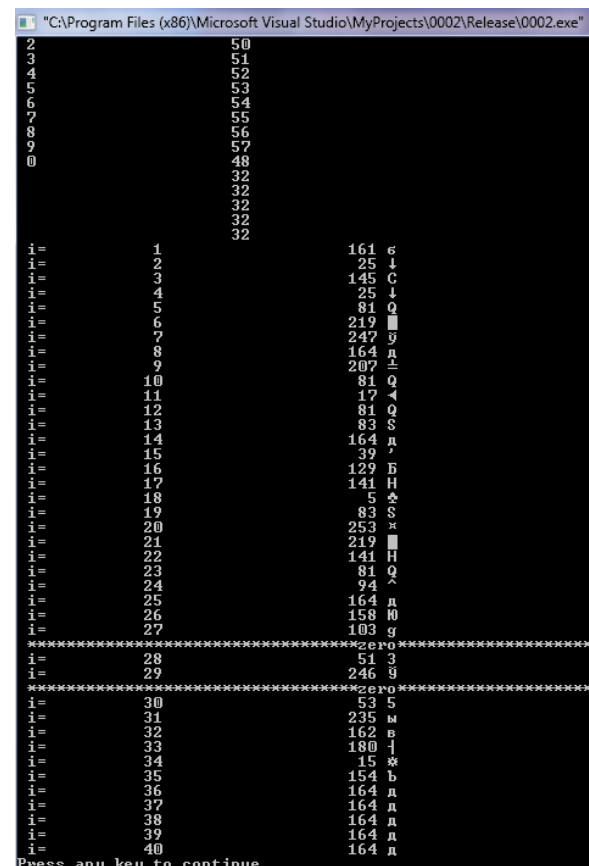 "C:\Program Files (x86)\Microsoft Visual Studio\MyProjects\0002\Release\0002.exe"
2 50
3 51
4 52
5 53
6 54
7 55
8 56
9 57
0 48
32
32
32
32
32
i= 1 161 б
i= 2 25 ↓
i= 3 145 С
i= 4 25 ↓
i= 5 81 Q
i= 6 219 █
i= 7 247 ў
i= 8 164 д
i= 9 207 ╧
i= 10 81 Q
i= 11 17 ◄
i= 12 81 Q
i= 13 83 S
i= 14 164 д
i= 15 39 '
i= 16 129 Б
i= 17 141 Н
i= 18 5 ♣
i= 19 83 S
i= 20 253 ¤
i= 21 219 █
i= 22 141 Н
i= 23 81 Q
i= 24 94 ^
i= 25 164 д
i= 26 158 Ю
i= 27 103 g
*********************************zero*******************
i= 28 51 3
i= 29 246 Ў
*********************************zero*******************
i= 30 53 5
i= 31 235 ы
i= 32 162 в
i= 33 180 ┤
i= 34 15 ☼
i= 35 154 Ъ
i= 36 164 д
i= 37 164 д
i= 38 164 д
i= 39 164 д
i= 40 164 д
Press any key to continue